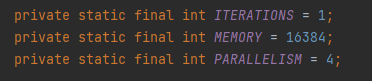 private static final int ITERATIONS = 1;
private static final int MEMORY = 16384;
private static final int PARALLELISM = 4;